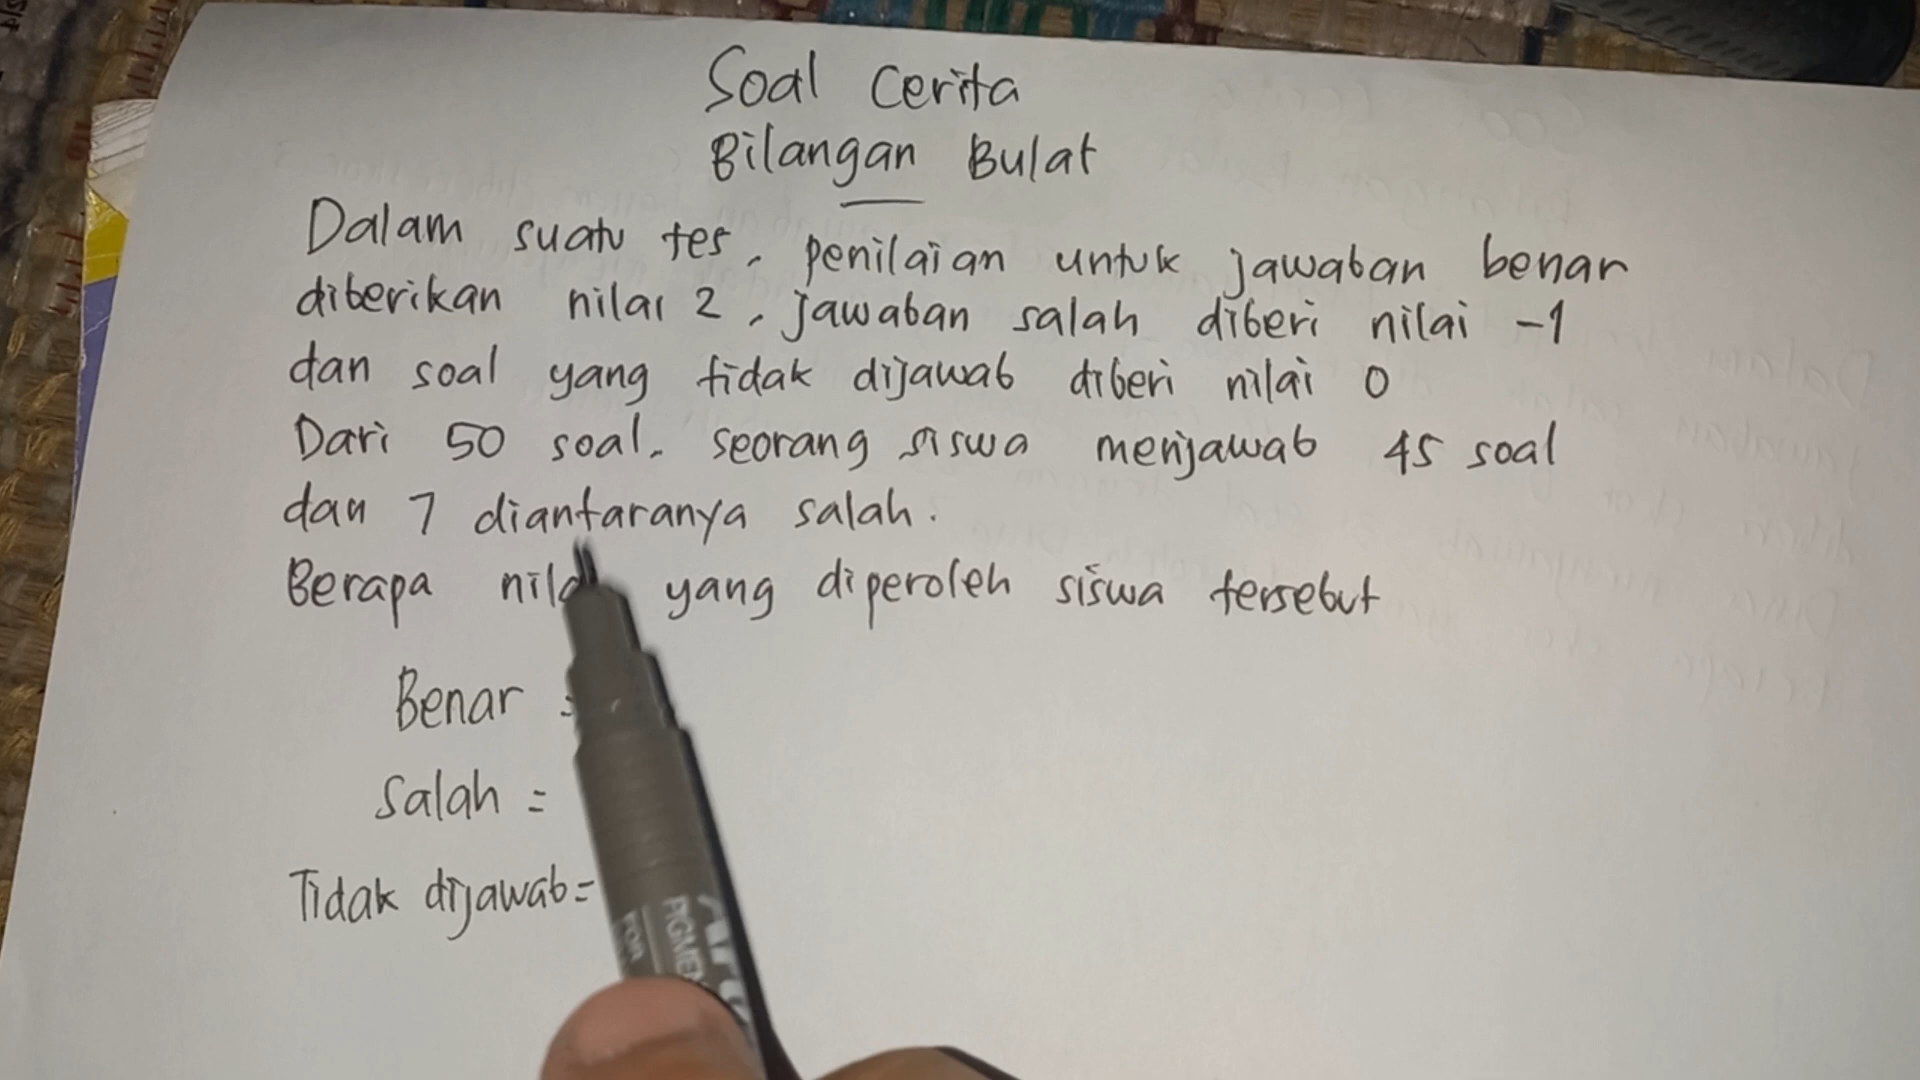 Soal Cerita
Bilangan Bulat
Dalam suatu tes, penilaian untuk jawaban benar
diberikan nilai 2, jawaban salah diberi nilai -1
dan soal yang tidak dijawab diberi nilai 0
Dari 50 soal, seorang siswa menjawab 45 soal
dan 7 diantaranya salah.
Berapa yang diperoleh siswa tersebut
Benar =
Salah =
Tidak dijawab=
PIGMEN
FOR